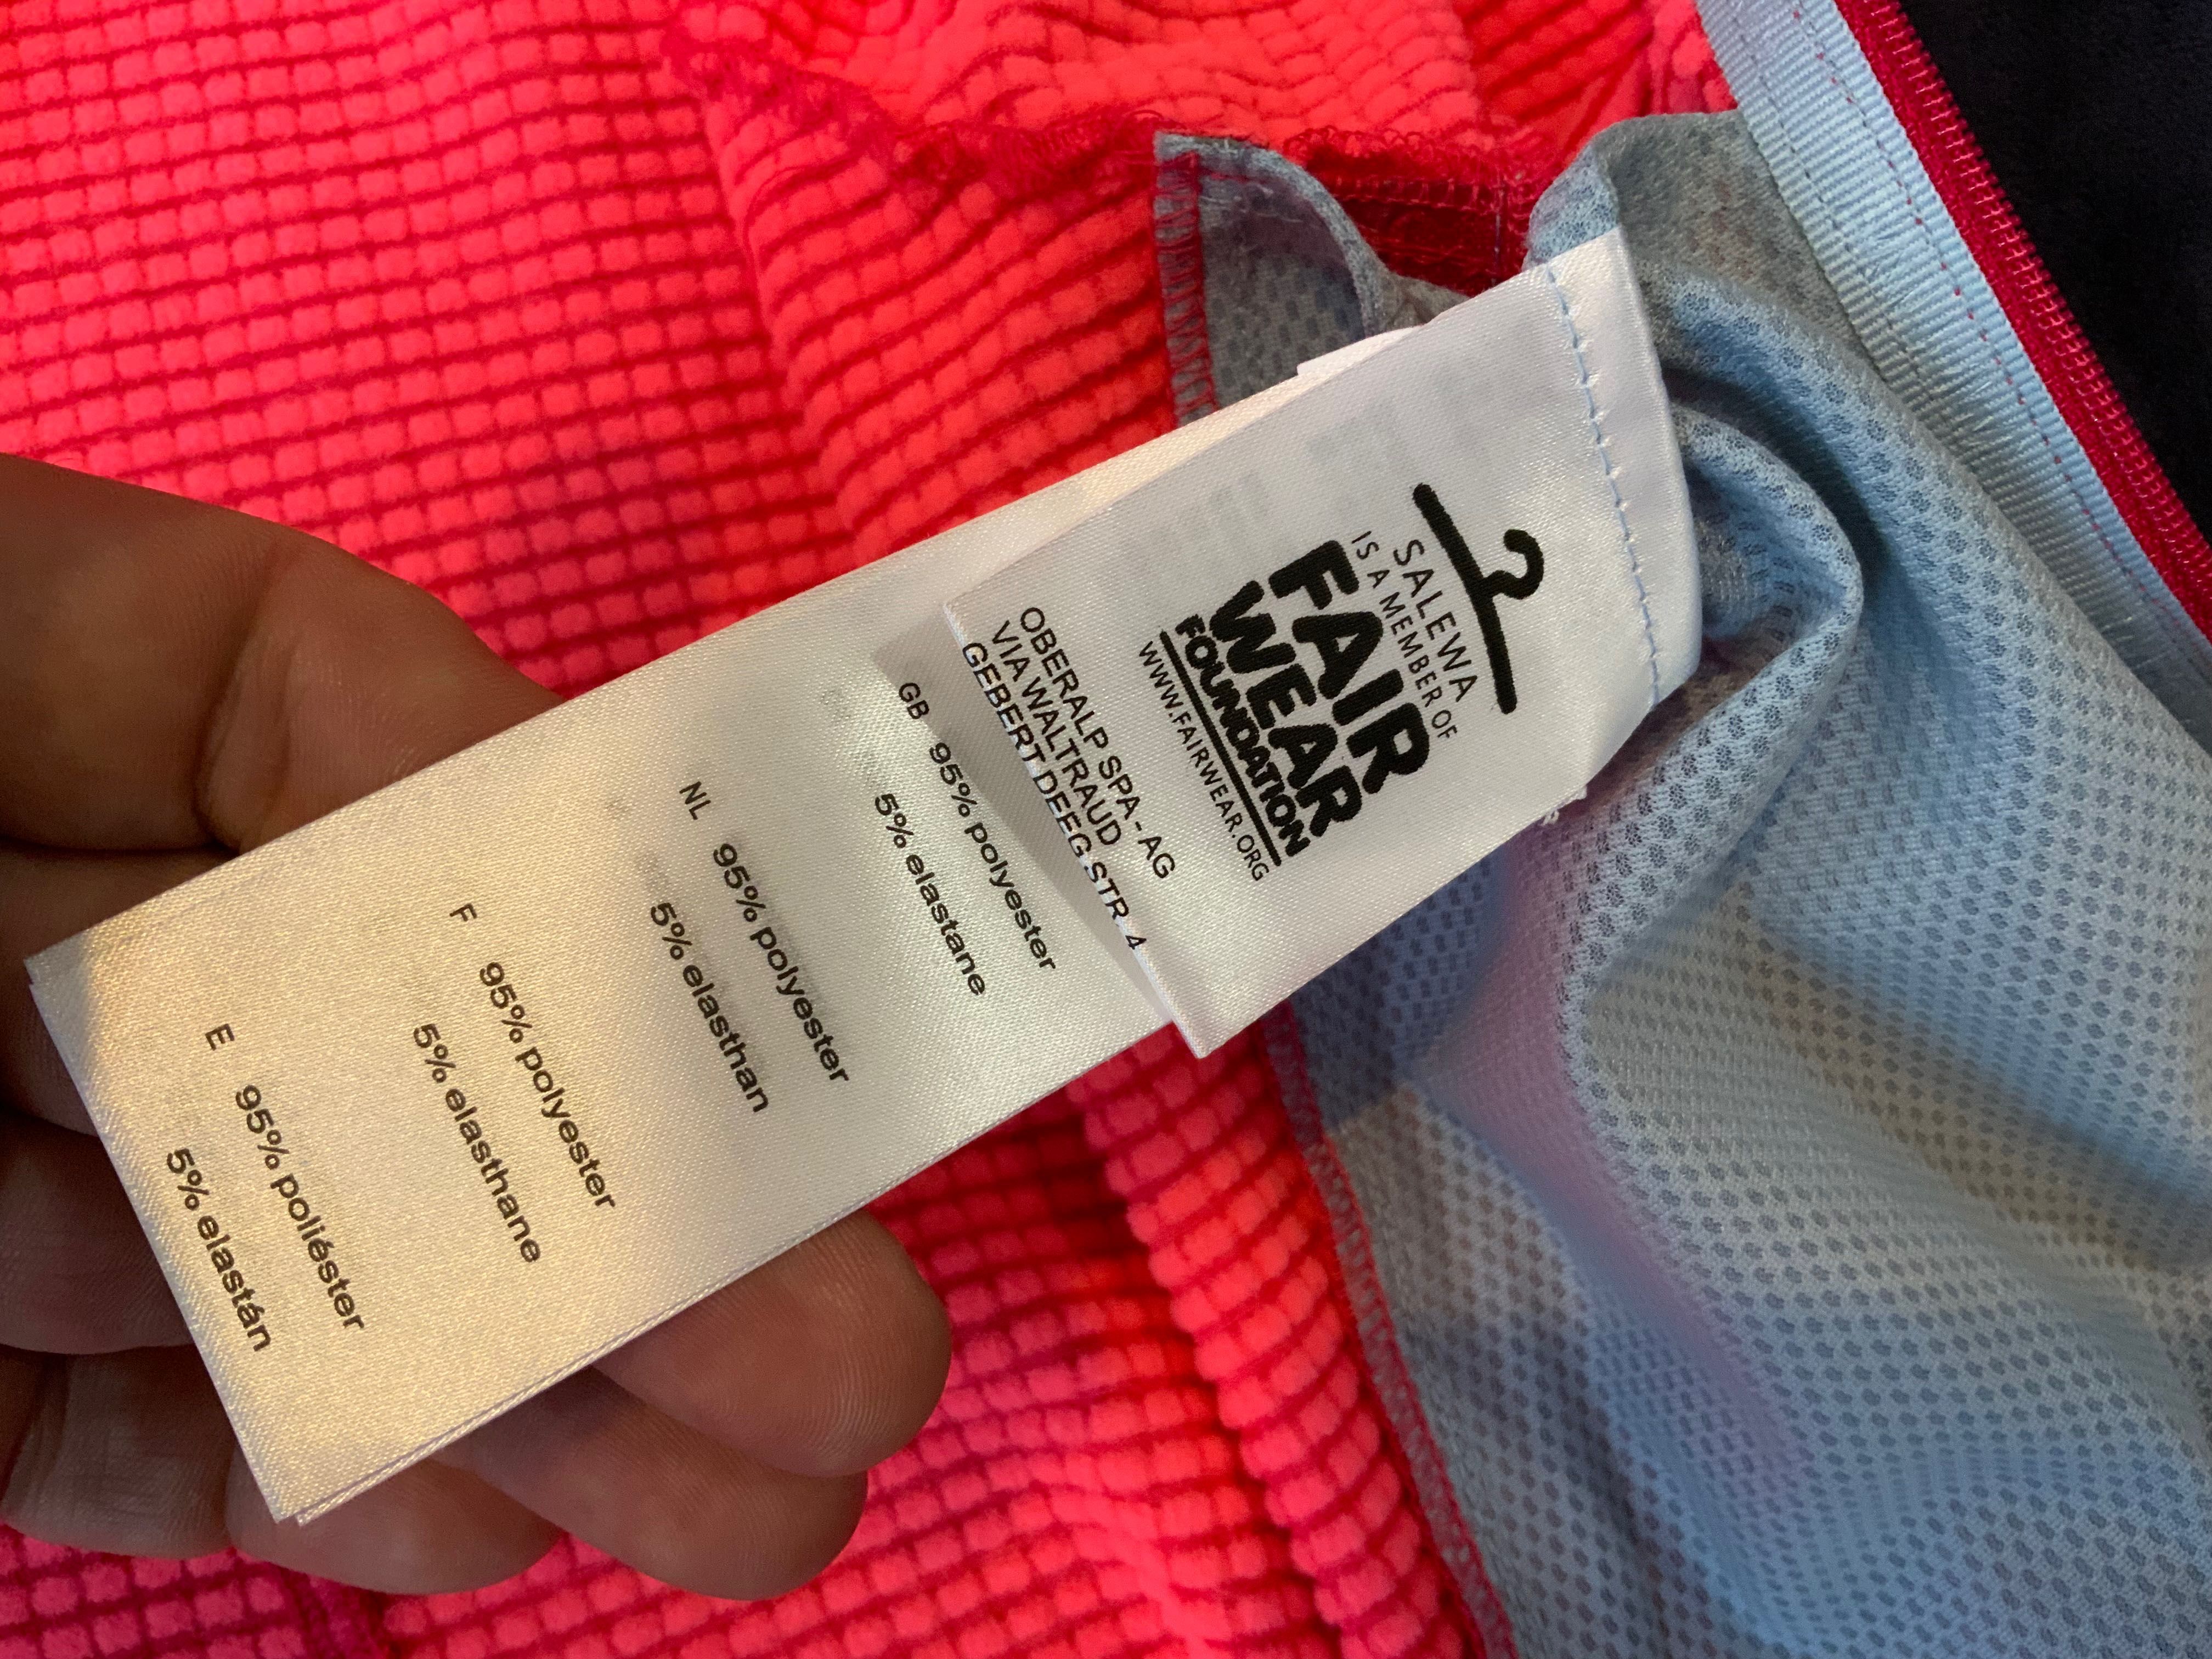 SALEWA
IS A MEMBER OF
FAIR
WEAR
FOUNDATION
WWW.FAIRWEAR.ORG
OBERALP SPA - AG
VIA WALTRAUD
GEBERT DEEG STR 4
GB 95% polyester
5% elastane
NL 95% polyester
5% elasthan
F 95% polyester
5% elasthane
E 95% poliéster
5% elastán